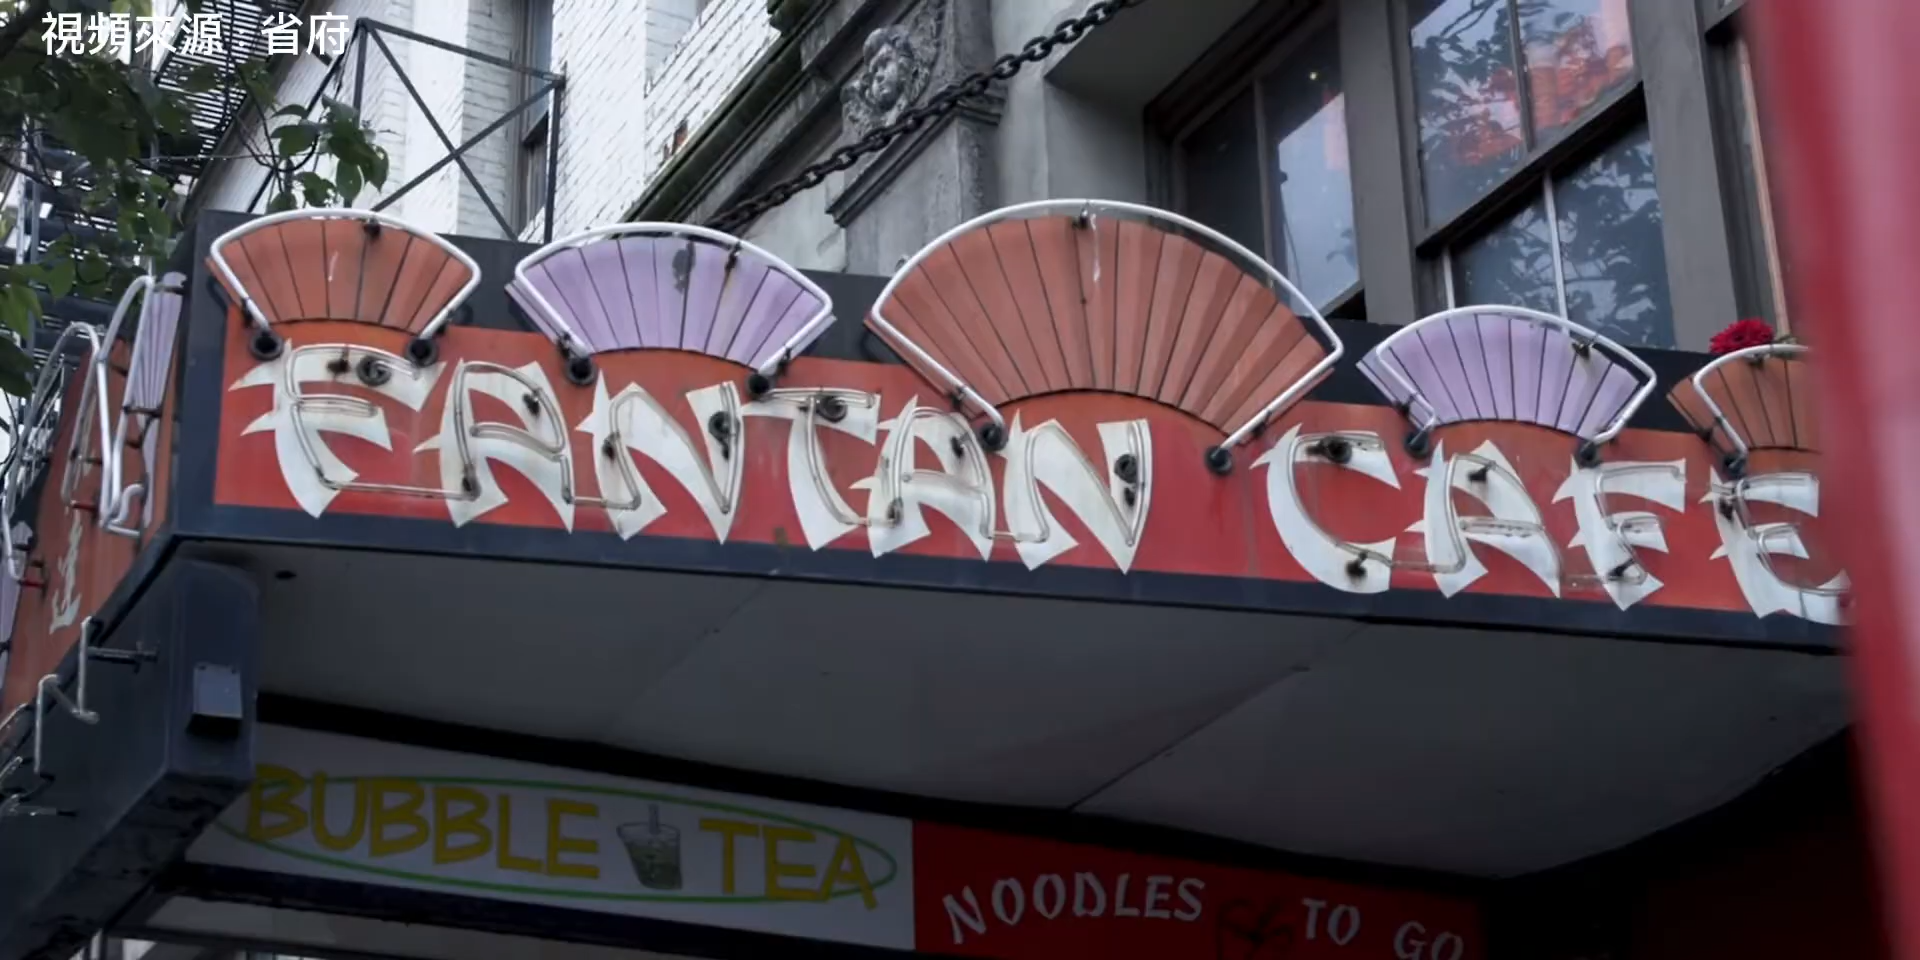 視頻來源：省府
FANTAN CAFE
BUBBLE TEA
NOODLES TO GO